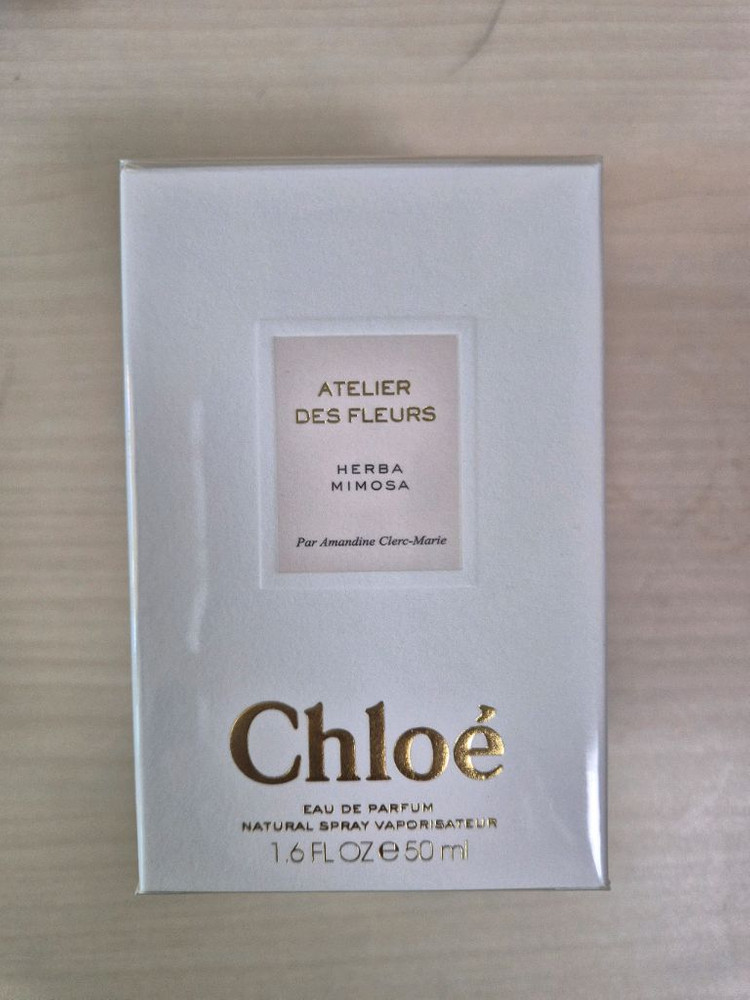 ATELIER
DES FLEURS
HERBA
MIMOSA
Par Amandine Clerc-Marie
Chloé
EAU DE PARFUM
NATURAL SPRAY VAPORISATEUR
1.6 FL OZ ℮ 50 ml